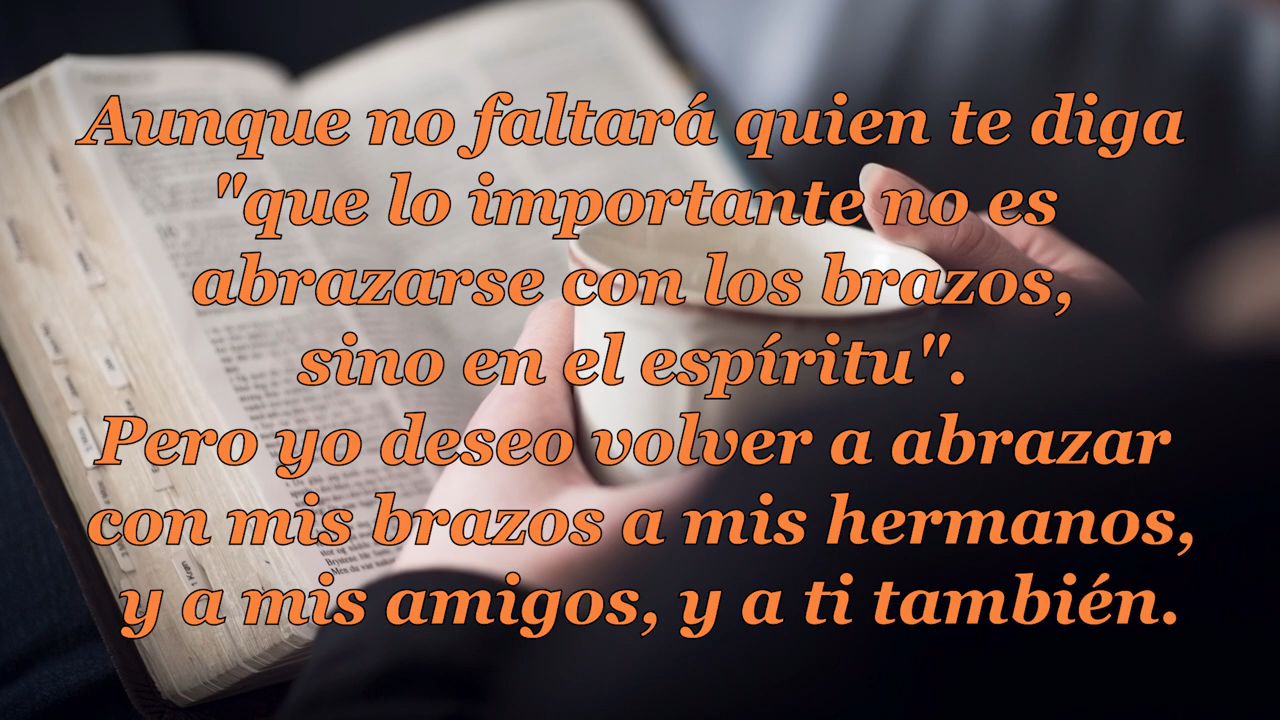 Aunque no faltará quien te diga
"que lo importante no es
abrazarse con los brazos,
sino en el espíritu".
Pero yo deseo volver a abrazar
con mis brazos a mis hermanos,
y a mis amigos, y a ti también.